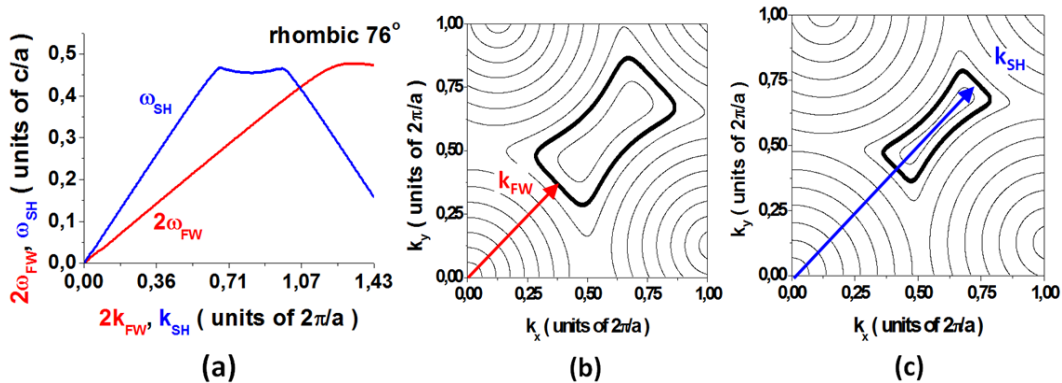 rhombic 76°
2ω_FW, ω_SH ( units of c/a )
0,5
0,4
0,3
0,2
0,1
0,0
ω_SH
2ω_FW
0,00 0,36 0,71 1,07 1,43
2k_FW, k_SH ( units of 2π/a )
(a)
k_y ( units of 2π/a )
1,00
0,75
0,50
0,25
0,00
k_FW
0,00 0,25 0,50 0,75 1,00
k_x ( units of 2π/a )
(b)
k_y ( units of 2π/a )
1,00
0,75
0,50
0,25
0,00
k_SH
0,00 0,25 0,50 0,75 1,00
k_x ( units of 2π/a )
(c)